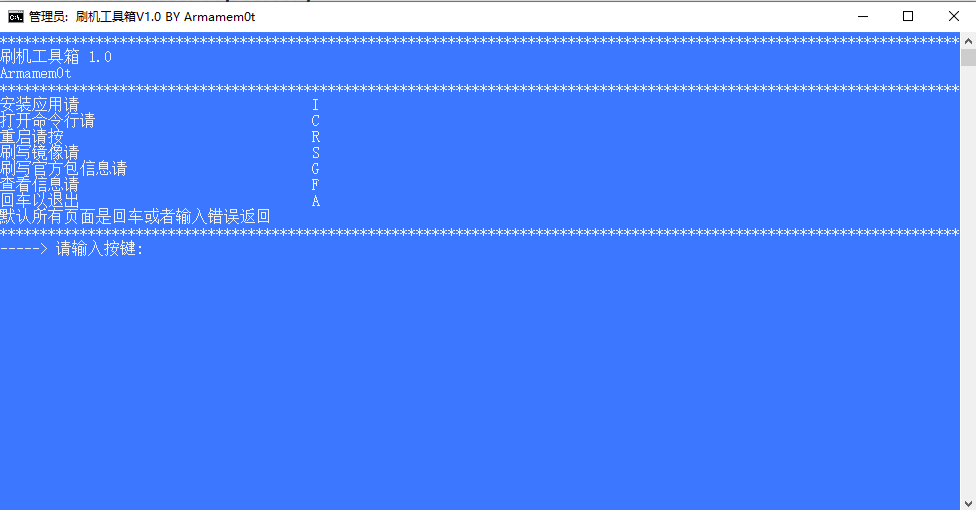 管理员: 刷机工具箱V1.0 BY Armamem0t
************************************************************************************************************************
刷机工具箱 1.0
Armamem0t
************************************************************************************************************************
安装应用请 I
打开命令行请 C
重启请按 R
刷写镜像请 S
刷写官方包信息请 G
查看信息请 F
回车以退出 A
默认所有页面是回车或者输入错误返回
************************************************************************************************************************
-----> 请输入按键: